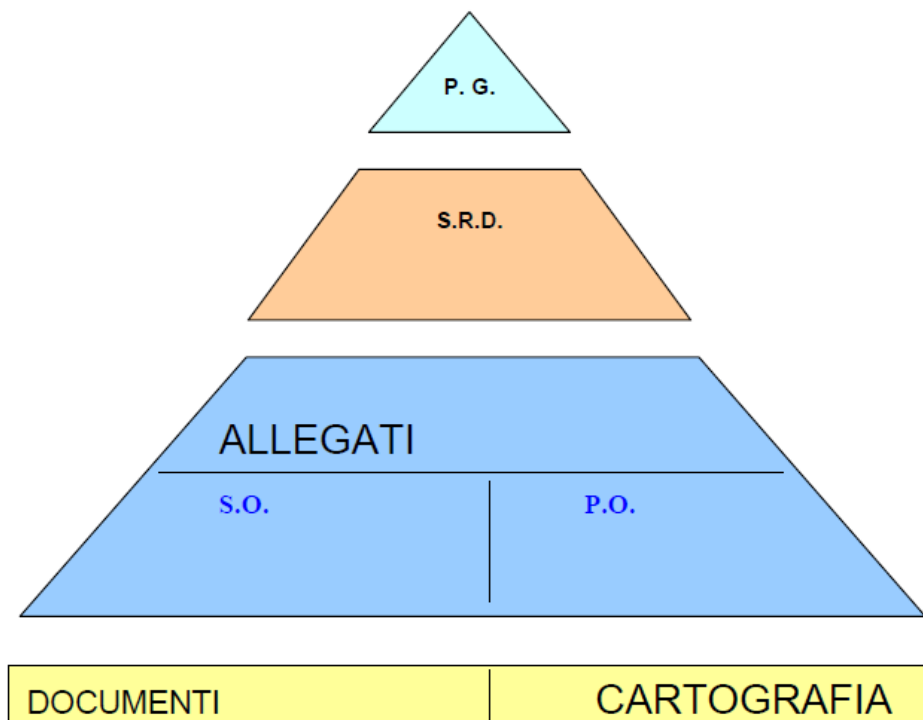 P. G.
S.R.D.
ALLEGATI
S.O. P.O.
DOCUMENTI CARTOGRAFIA